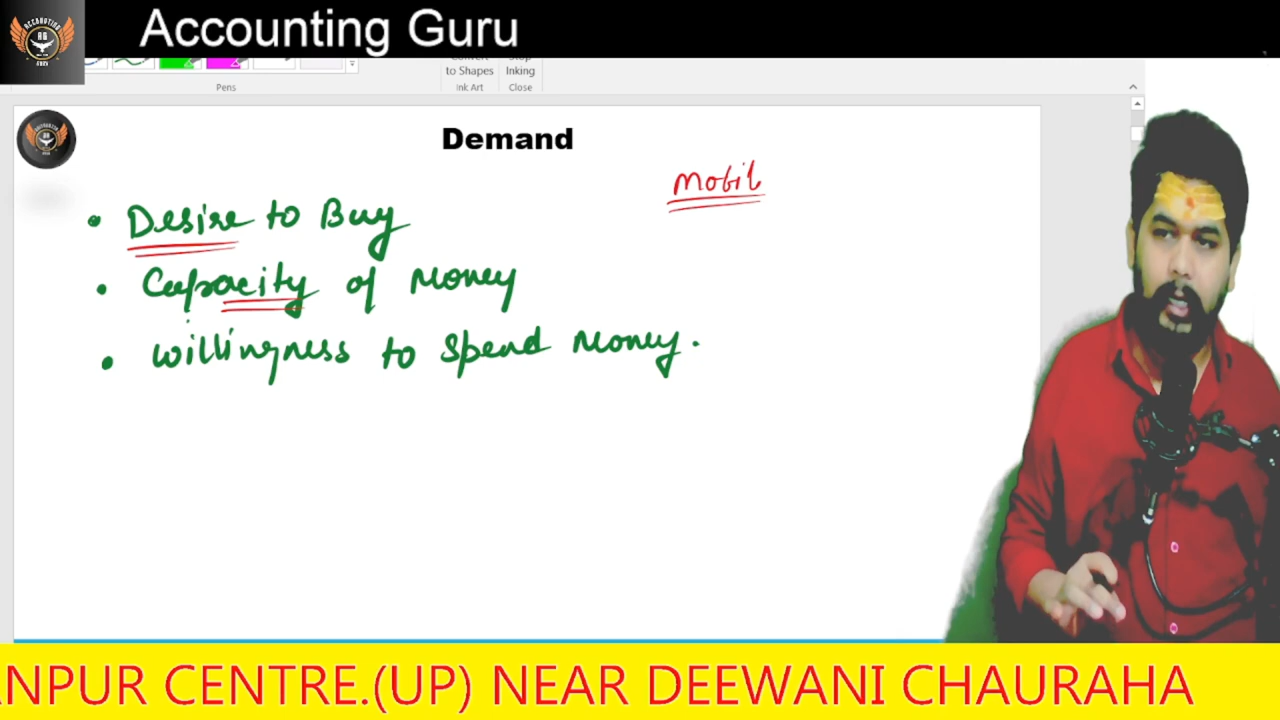 Accounting Guru
to Shapes
Inking
Pens
Ink Art
Close
Demand
Mobil
• Desire to Buy
• Capacity of Money
• Willingness to Spend Money.
ANPUR CENTRE.(UP) NEAR DEEWANI CHAURAHA